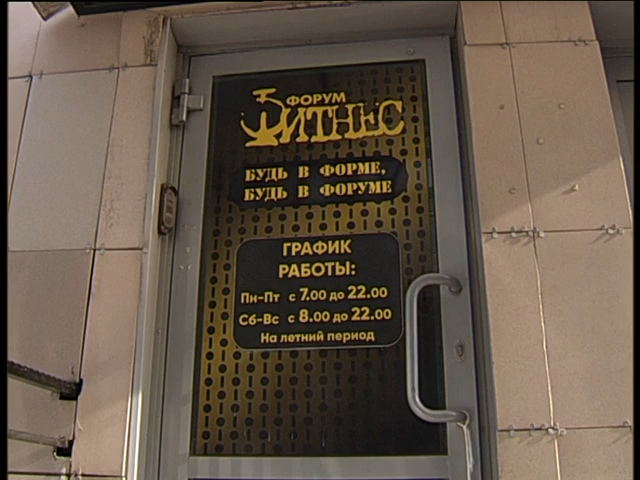 ФОРУМ
ФИТНЕС
БУДЬ В ФОРМЕ,
БУДЬ В ФОРУМЕ
ГРАФИК
РАБОТЫ:
Пн-Пт с 7.00 до 22.00
Сб-Вс с 8.00 до 22.00
На летний период